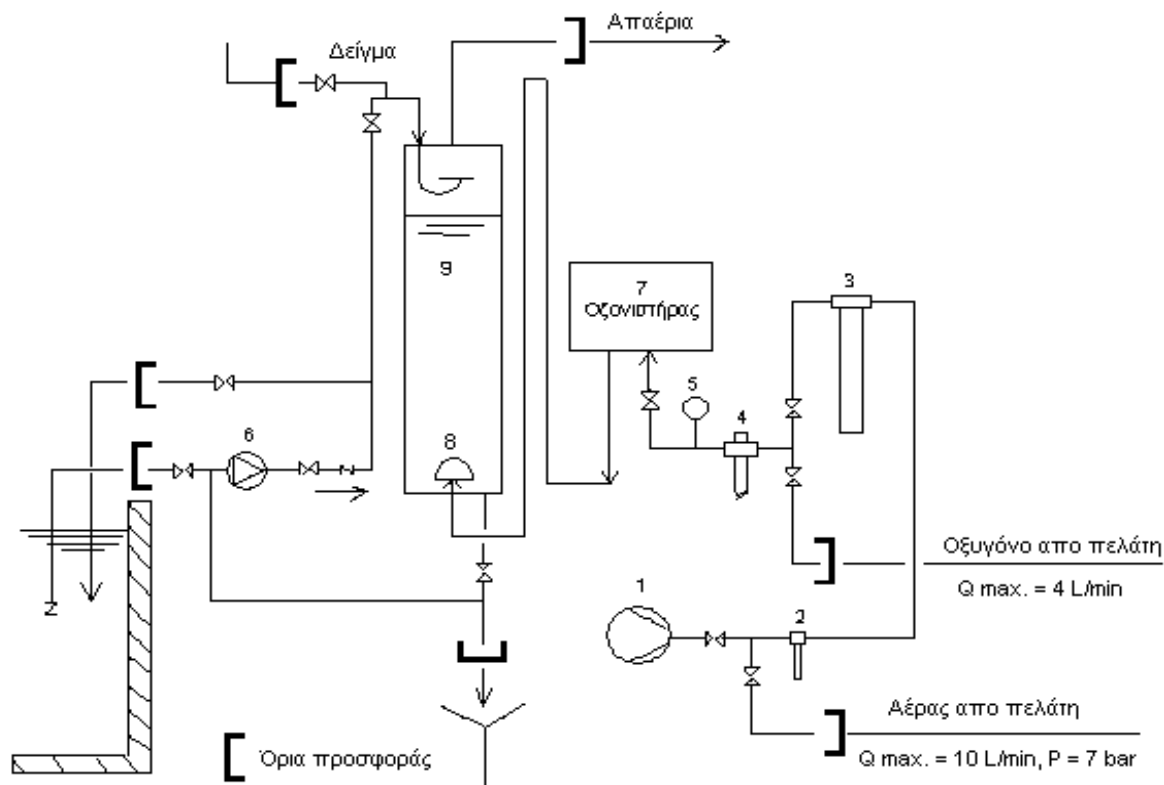 Απαέρια
Δείγμα
9
7
Οζονιστήρας
3
5
4
6
8
Z
Οξυγόνο απο πελάτη
Q max. = 4 L/min
1
2
Αέρας απο πελάτη
Q max. = 10 L/min, P = 7 bar
Όρια προσφοράς